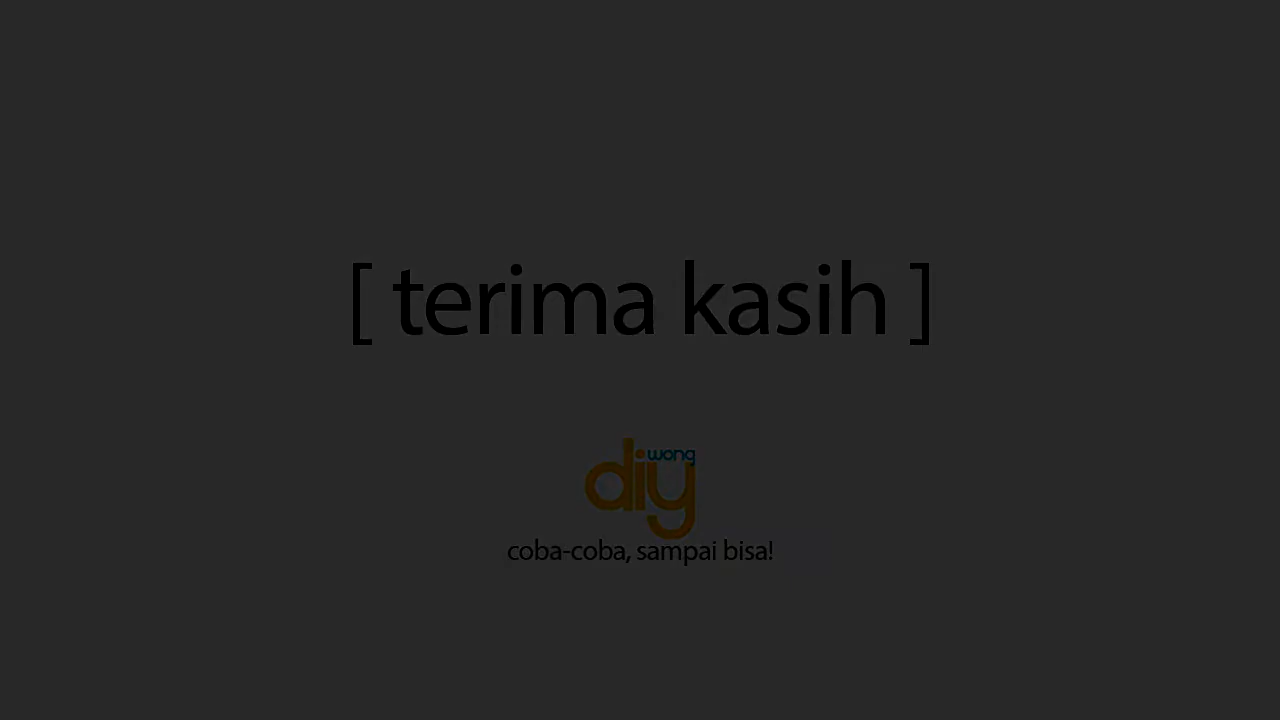 [ terima kasih ]
diy wong
coba-coba, sampai bisa!